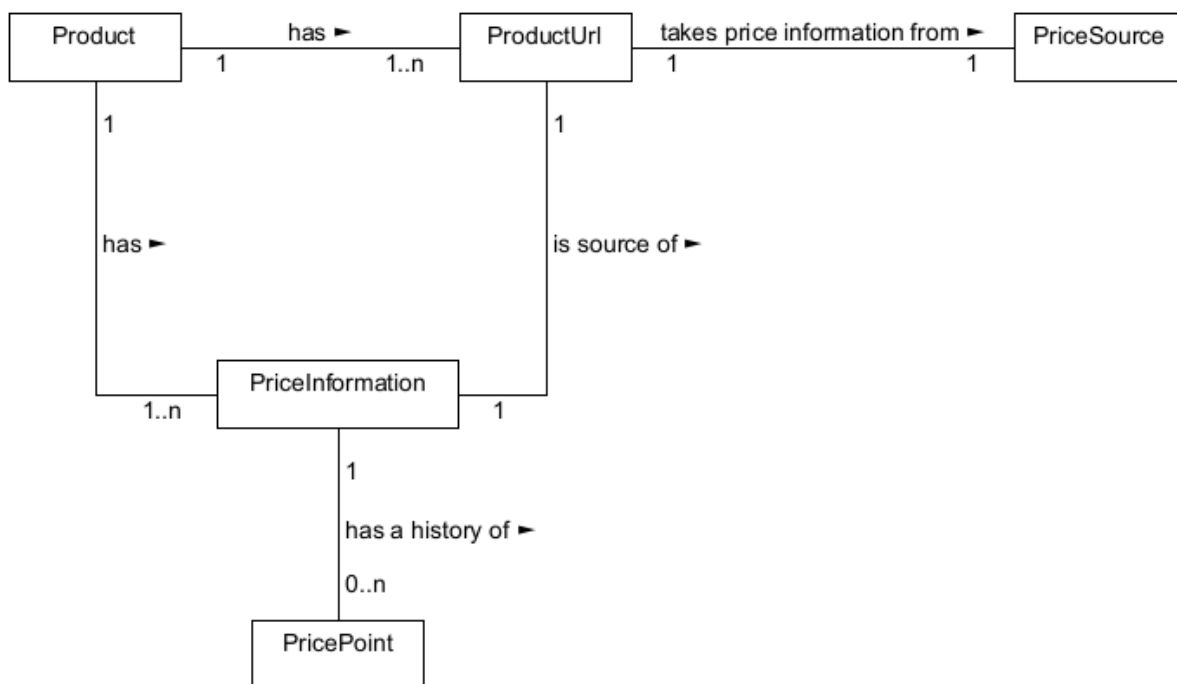 Product
has ►
ProductUrl
takes price information from ►
PriceSource
1
1..n
1
1
1
1
has ►
is source of ►
PriceInformation
1..n
1
1
has a history of ►
0..n
PricePoint